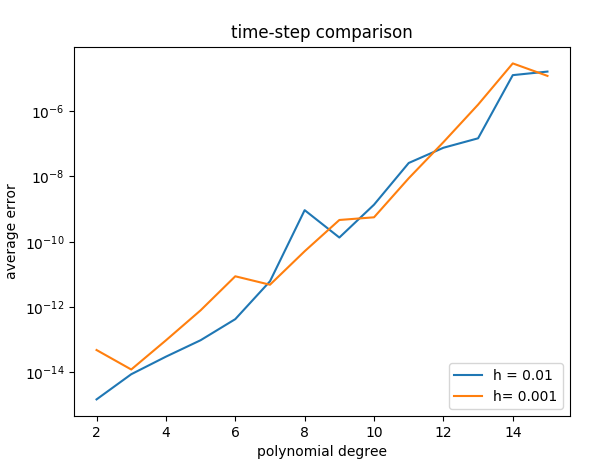 time-step comparison
average error
10⁻⁶
10⁻⁸
10⁻¹⁰
10⁻¹²
10⁻¹⁴
2 4 6 8 10 12 14
polynomial degree
h = 0.01
h= 0.001